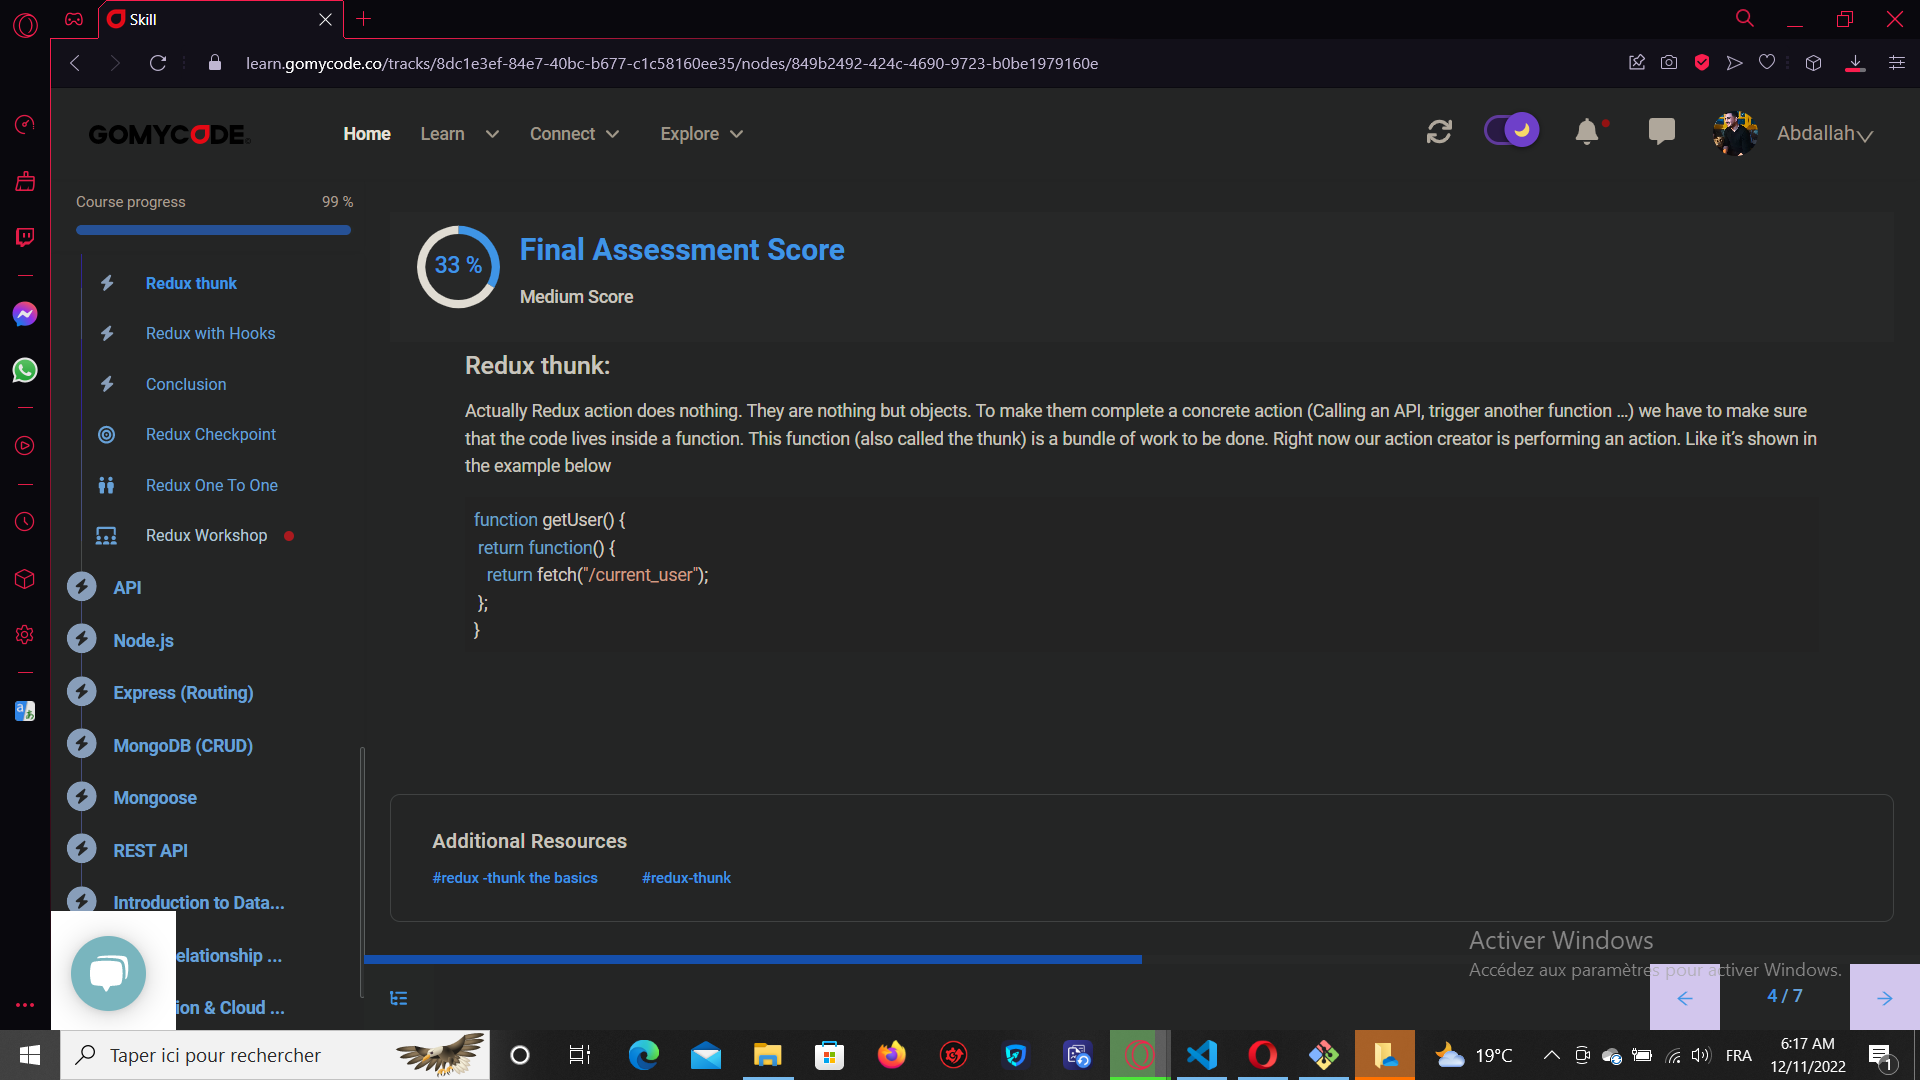 Skill
learn.gomycode.co/tracks/8dc1e3ef-84e7-40bc-b677-c1c58160ee35/nodes/849b2492-424c-4690-9723-b0be1979160e
GOMYCODE
Home Learn Connect Explore
Abdallah
Course progress 99 %
Redux thunk
Redux with Hooks
Conclusion
Redux Checkpoint
Redux One To One
Redux Workshop
API
Node.js
Express (Routing)
MongoDB (CRUD)
Mongoose
REST API
Introduction to Data...
elationship ...
ion & Cloud ...
33 %
Final Assessment Score
Medium Score
Redux thunk:
Actually Redux action does nothing. They are nothing but objects. To make them complete a concrete action (Calling an API, trigger another function ...) we have to make sure
that the code lives inside a function. This function (also called the thunk) is a bundle of work to be done. Right now our action creator is performing an action. Like it’s shown in
the example below
function getUser() {
return function() {
return fetch("/current_user");
};
}
Additional Resources
#redux -thunk the basics #redux-thunk
Activer Windows
Accédez aux paramètres pour activer Windows.
4 / 7
Taper ici pour rechercher
19°C
FRA
6:17 AM
12/11/2022
1